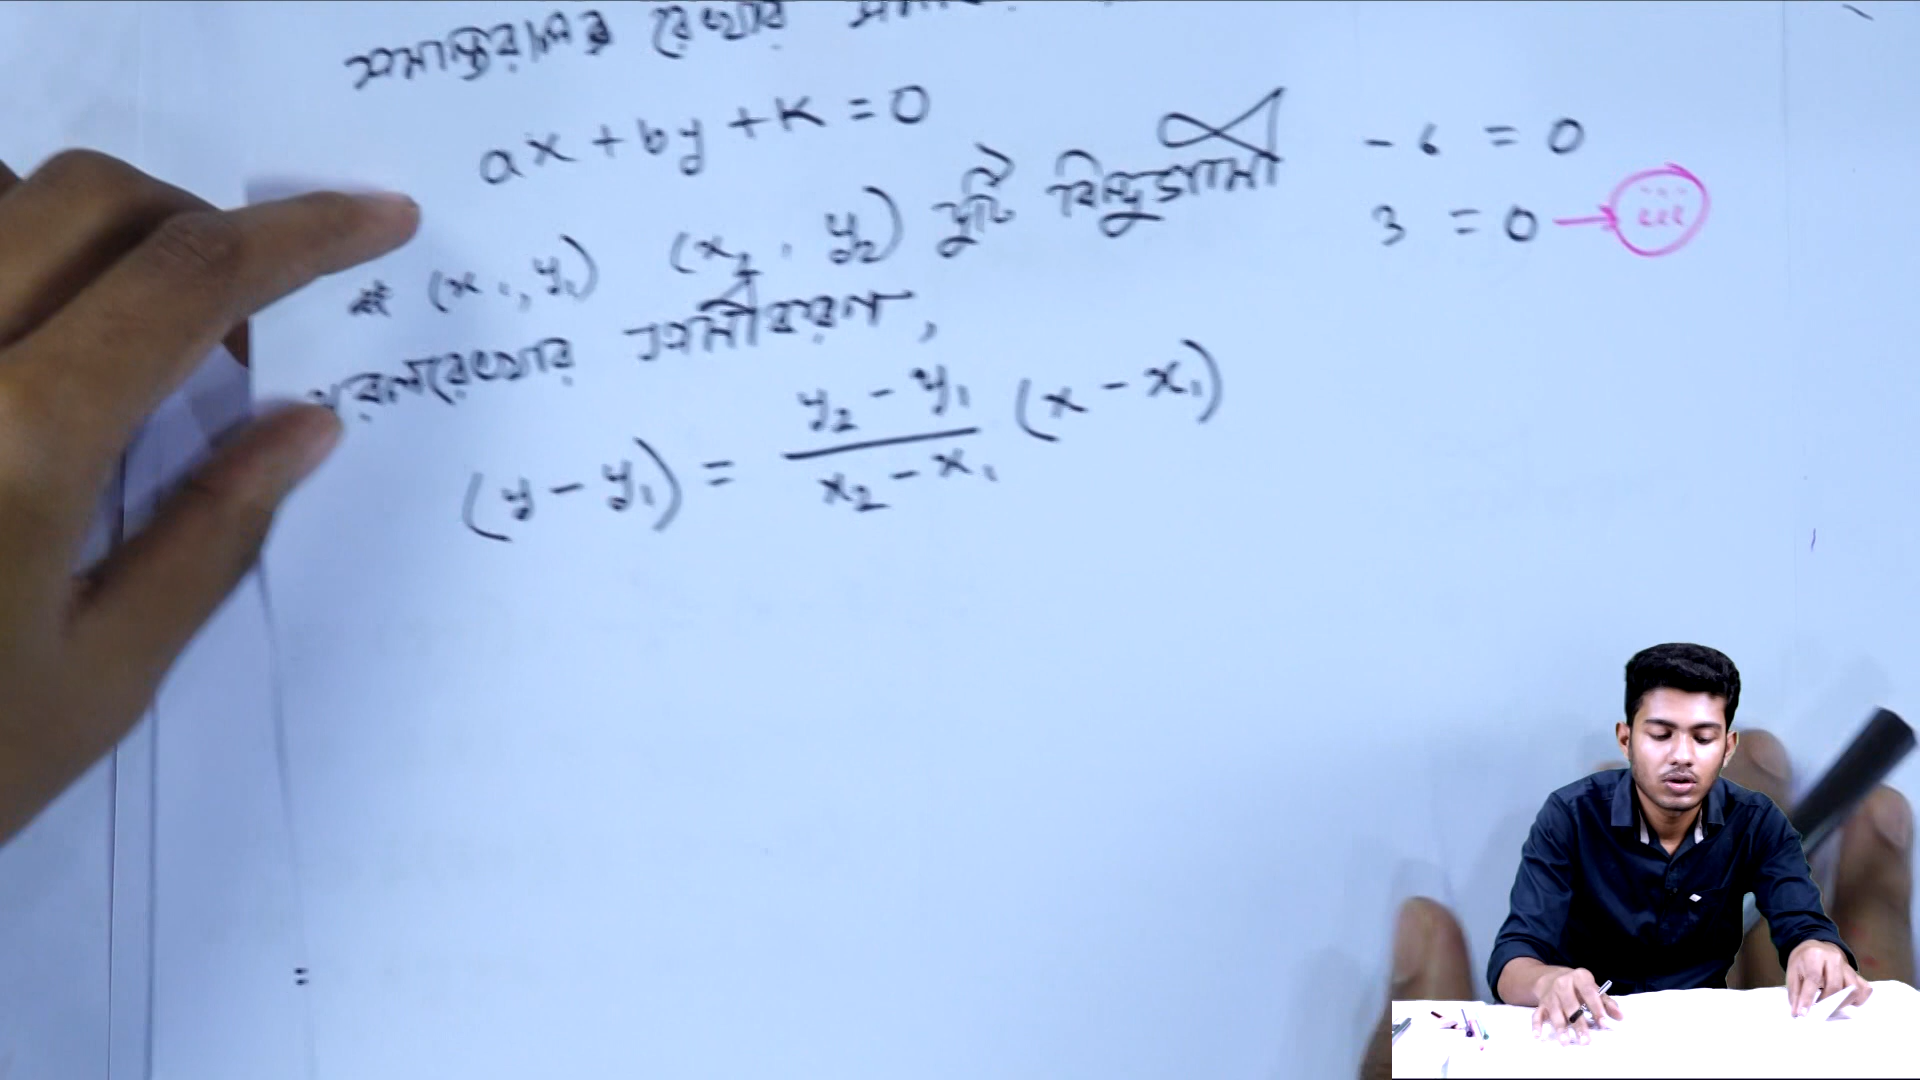 সমান্তরাল রেখার
ax + by + k = 0
* (x₁, y₁) (x₂, y₂) দুটি বিন্দুগামী
সরলরেখার সমীকরণ,
(y - y₁) = \frac{y₂ - y₁}{x₂ - x₁} (x - x₁)
- 6 = 0
3 = 0 →